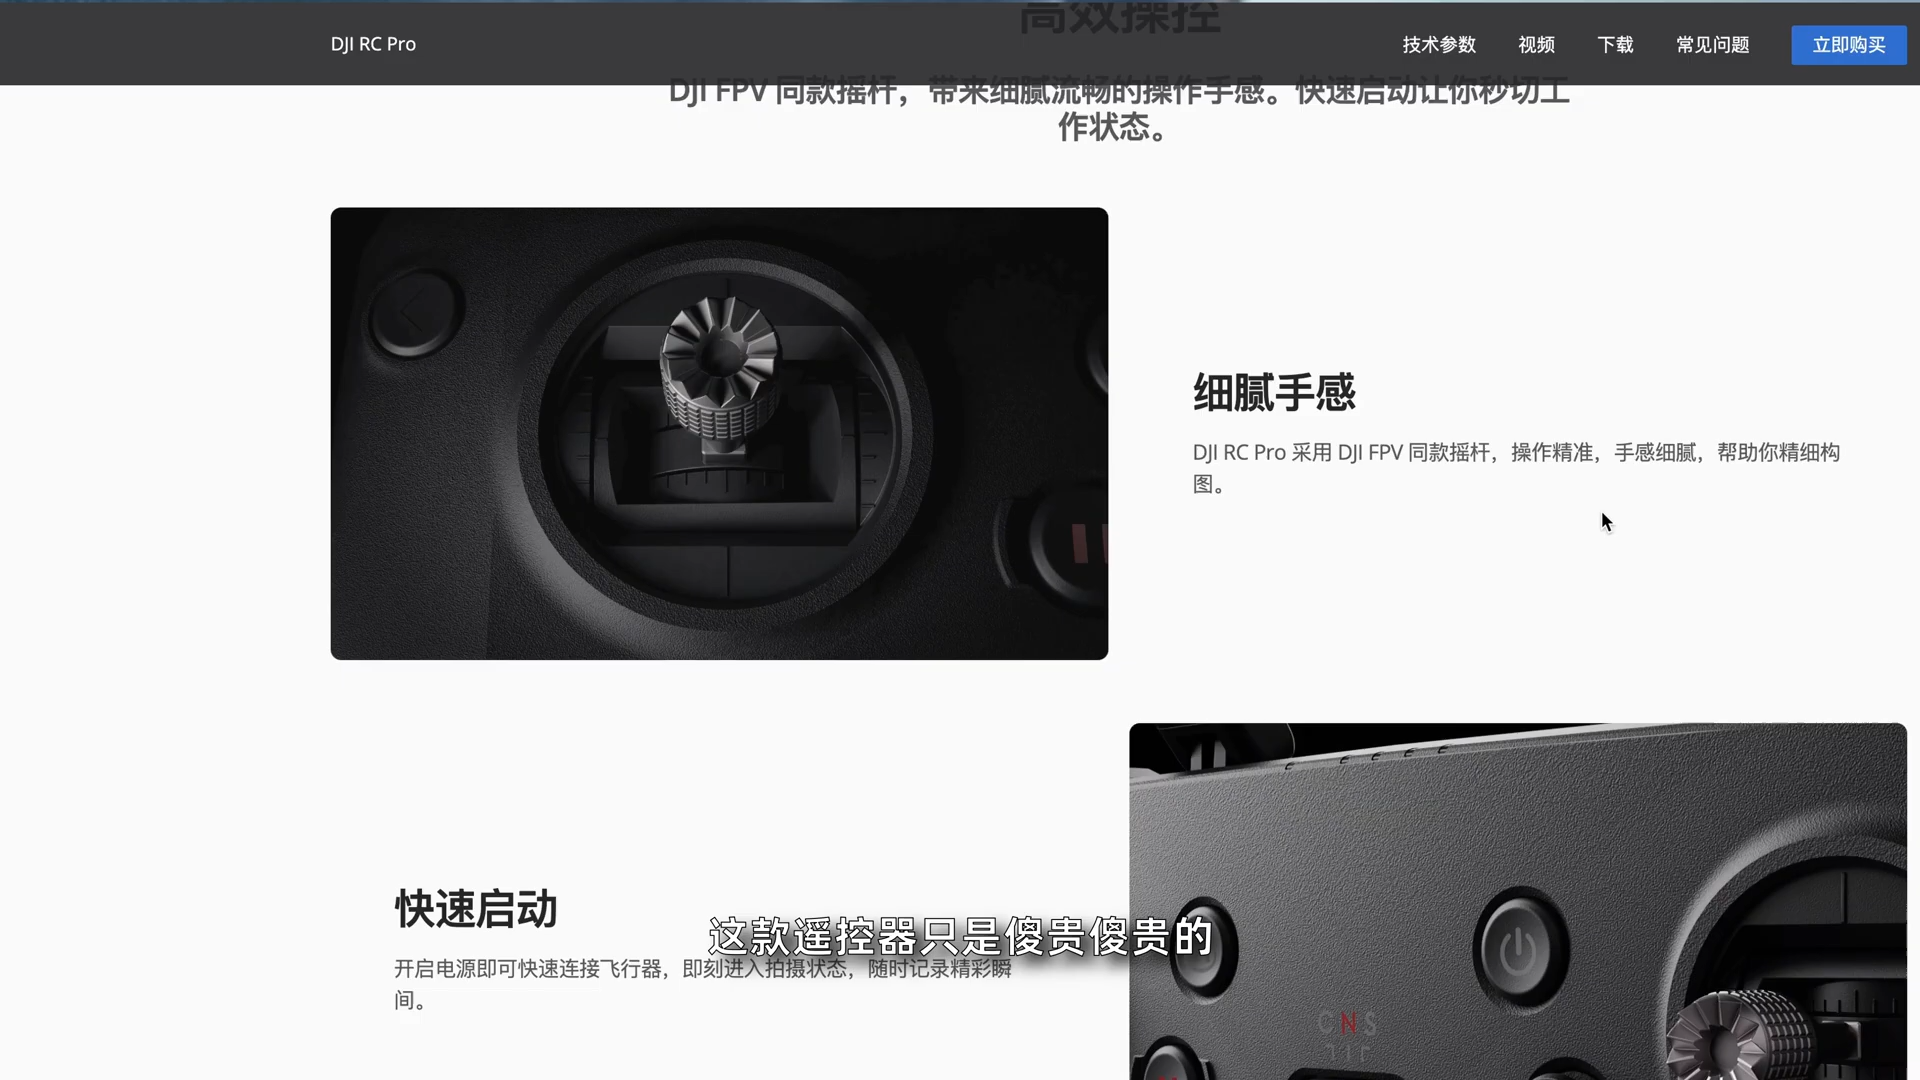 高效操控
DJI RC Pro
技术参数
视频
下载
常见问题
立即购买
DJI FPV 同款摇杆，带来细腻流畅的操作手感。快速启动让你秒切工
作状态。
细腻手感
DJI RC Pro 采用 DJI FPV 同款摇杆，操作精准，手感细腻，帮助你精细构
图。
快速启动
开启电源即可快速连接飞行器，即刻进入拍摄状态，随时记录精彩瞬
间。
这款遥控器只是傻贵傻贵的
C N S